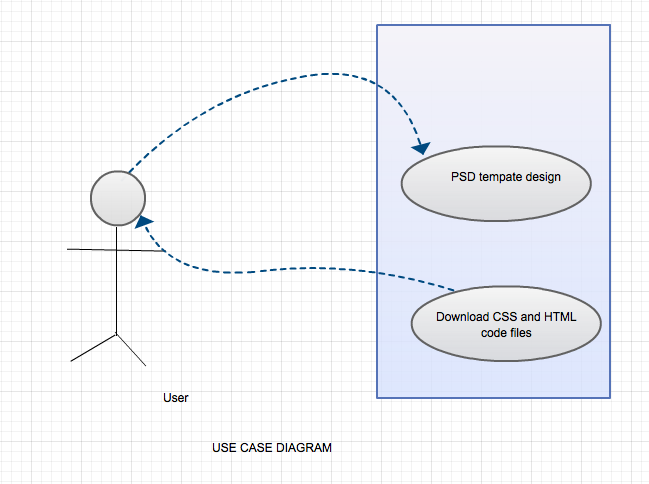 PSD tempate design
Download CSS and HTML
code files
User
USE CASE DIAGRAM